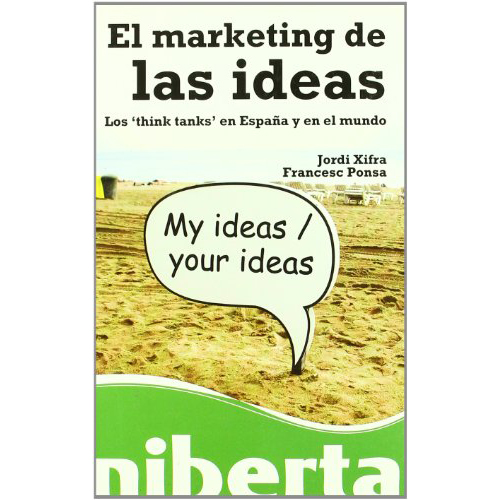 El marketing de
las ideas
Los ‘think tanks’ en España y en el mundo
Jordi Xifra
Francesc Ponsa
My ideas /
your ideas
niberta